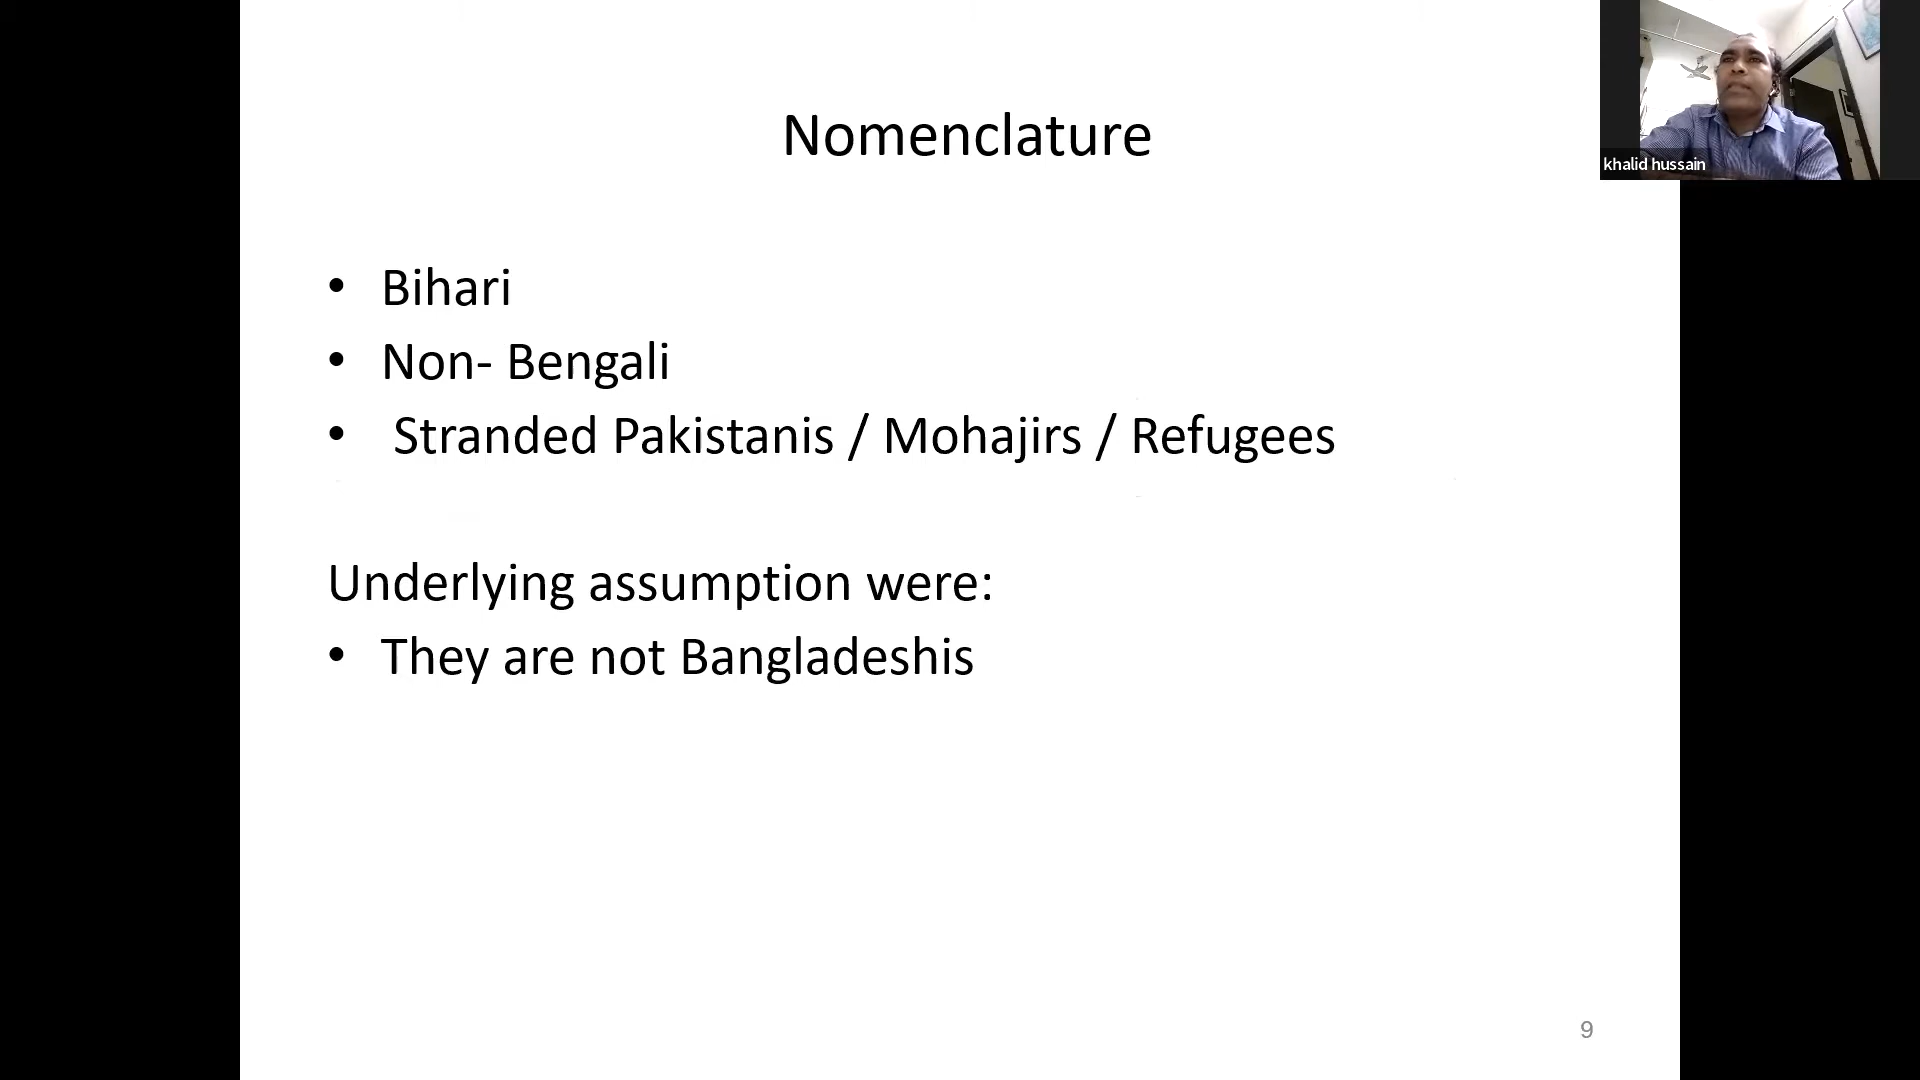 Nomenclature
• Bihari
• Non- Bengali
• Stranded Pakistanis / Mohajirs / Refugees
Underlying assumption were:
• They are not Bangladeshis
9
khalid hussain